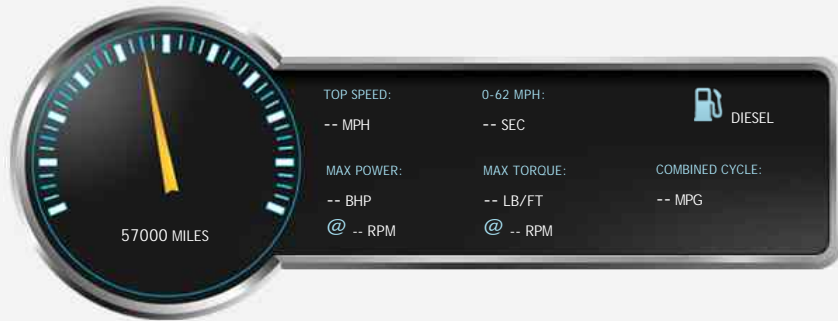 TOP SPEED:
-- MPH
0-62 MPH:
-- SEC
DIESEL
MAX POWER:
-- BHP
@ -- RPM
MAX TORQUE:
-- LB/FT
@ -- RPM
COMBINED CYCLE:
-- MPG
57000 MILES